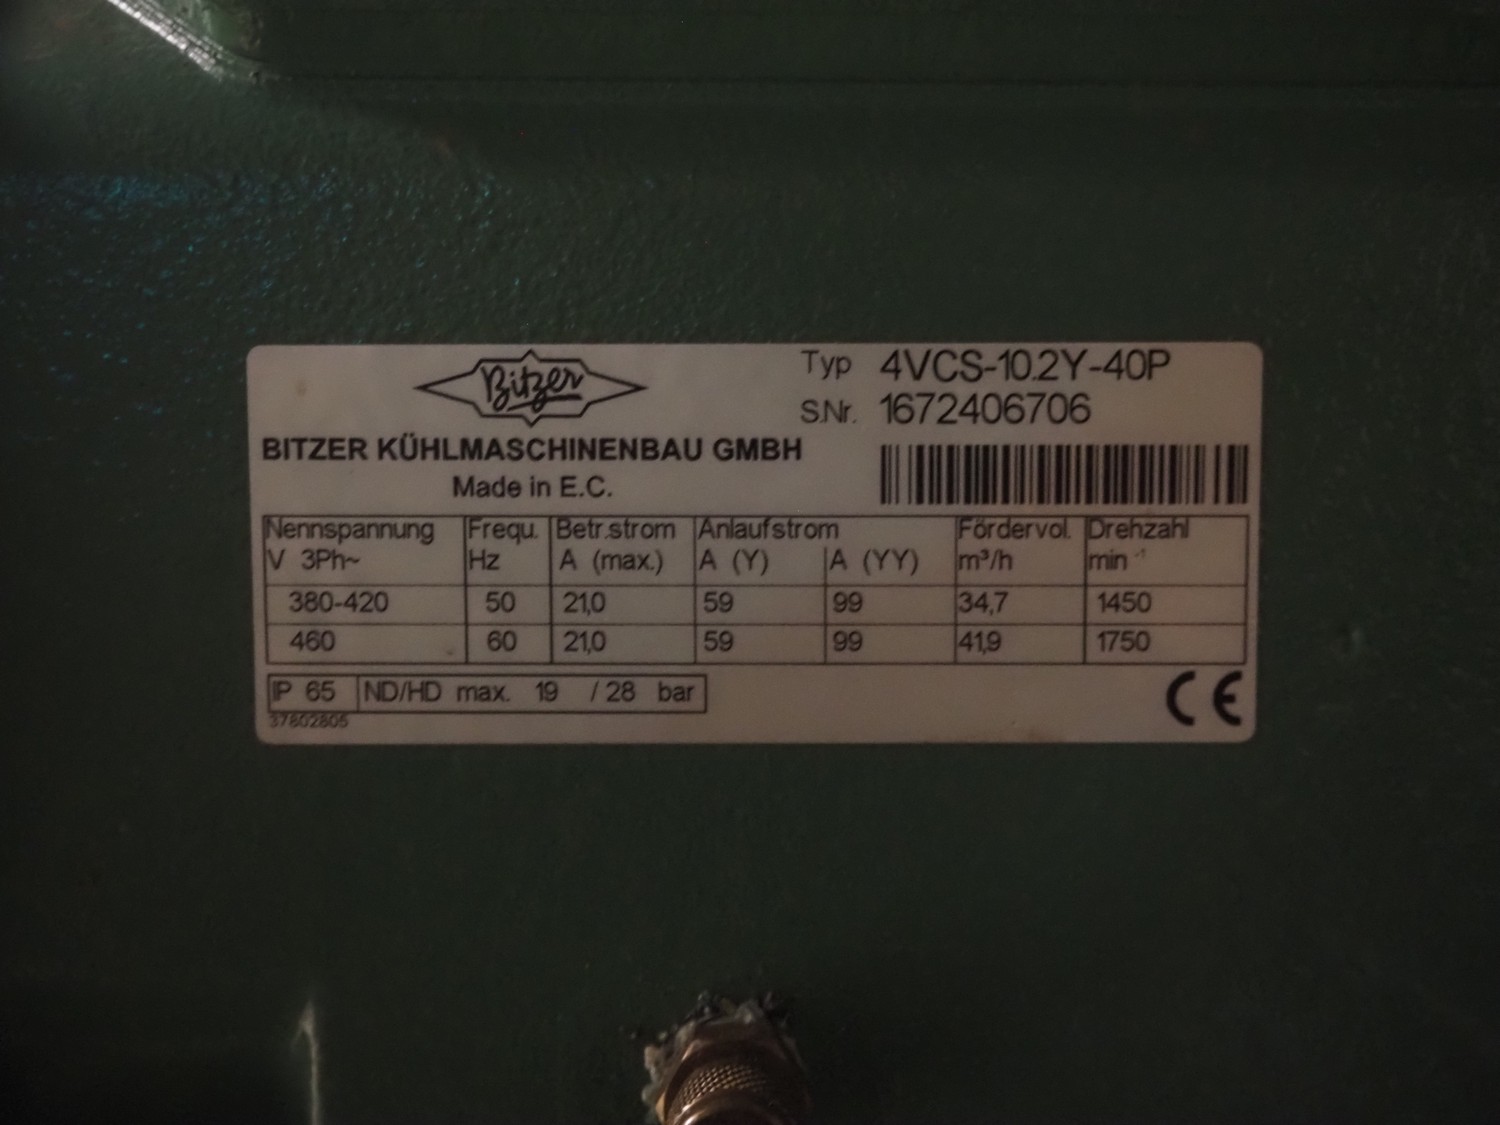 Bitzer
BITZER KÜHLMASCHINENBAU GMBH
Made in E.C.
Typ 4VCS-10.2Y-40P
S.Nr. 1672406706
Nennspannung Frequ. Betr.strom Anlaufstrom Fördervol. Drehzahl
V 3Ph~ Hz A (max.) A (Y) A (YY) m³/h min⁻¹
380-420 50 21,0 59 99 34,7 1450
460 60 21,0 59 99 41,9 1750
IP 65 ND/HD max. 19 / 28 bar
37802805
CE